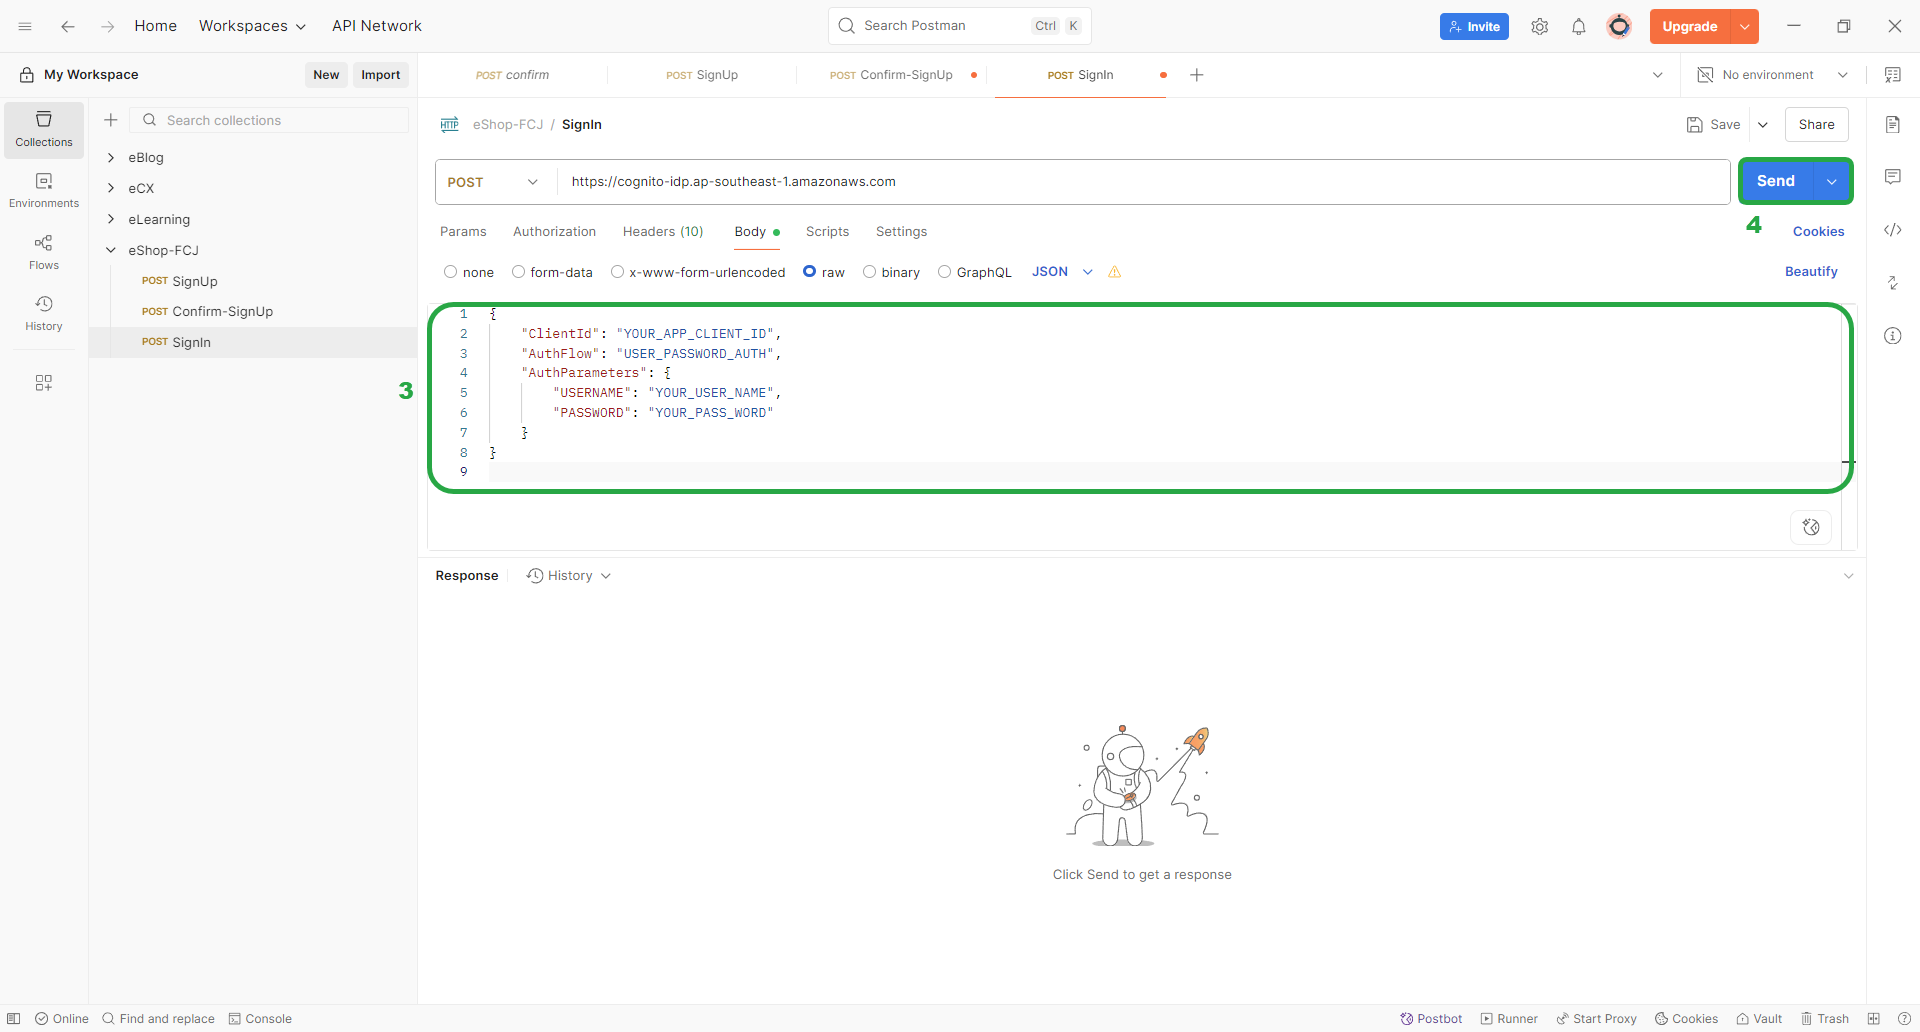 Home Workspaces API Network Search Postman Ctrl K Invite Upgrade
My Workspace New Import POST confirm POST SignUp POST Confirm-SignUp POST SignIn No environment
Collections
Environments
Flows
History
Search collections
eBlog
eCX
eLearning
eShop-FCJ
POST SignUp
POST Confirm-SignUp
POST SignIn
HTTP eShop-FCJ / SignIn Save Share
POST https://cognito-idp.ap-southeast-1.amazonaws.com Send
4
Params Authorization Headers (10) Body Scripts Settings Cookies
none form-data x-www-form-urlencoded raw binary GraphQL JSON Beautify
3
1 {
2 "ClientId": "YOUR_APP_CLIENT_ID",
3 "AuthFlow": "USER_PASSWORD_AUTH",
4 "AuthParameters": {
5 "USERNAME": "YOUR_USER_NAME",
6 "PASSWORD": "YOUR_PASS_WORD"
7 }
8 }
9
Response History
Click Send to get a response
Online Find and replace Console Postbot Runner Start Proxy Cookies Vault Trash